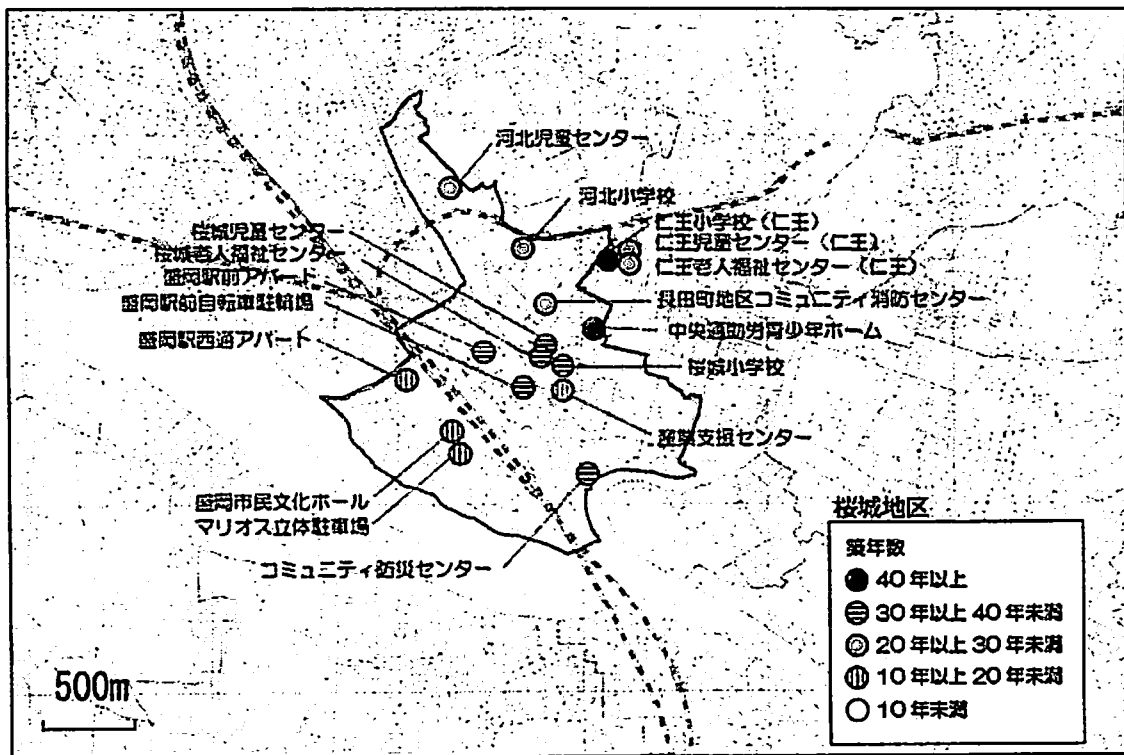 河北児童センター
河北小学校
仁王小学校（仁王）
仁王児童センター（仁王）
仁王老人福祉センター（仁王）
桜城児童センター
桜城老人福祉センター
盛岡駅前アパート
盛岡駅前自転車駐輪場
盛岡駅西通アパート
長田町地区コミュニティ消防センター
中央通勤労青少年ホーム
桜城小学校
産業支援センター
盛岡市民文化ホール
マリオス立体駐車場
コミュニティ防災センター
桜城地区
築年数
40年以上
30年以上40年未満
20年以上30年未満
10年以上20年未満
10年未満
500m